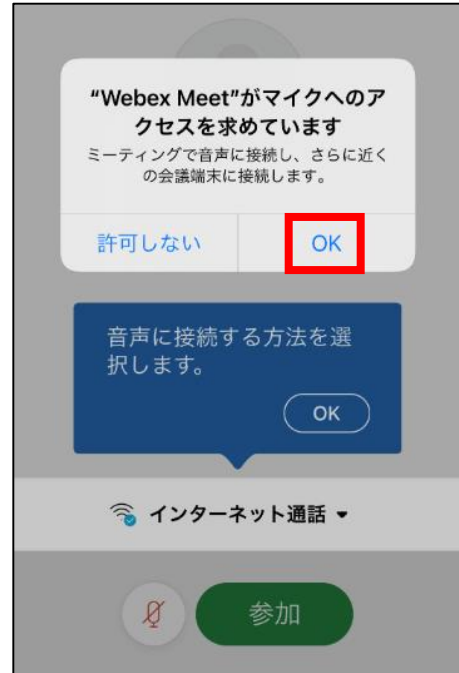 “Webex Meet”がマイクへのア
クセスを求めています
ミーティングで音声に接続し、さらに近く
の会議端末に接続します。
許可しない
OK
音声に接続する方法を選
択します。
OK
インターネット通話
参加